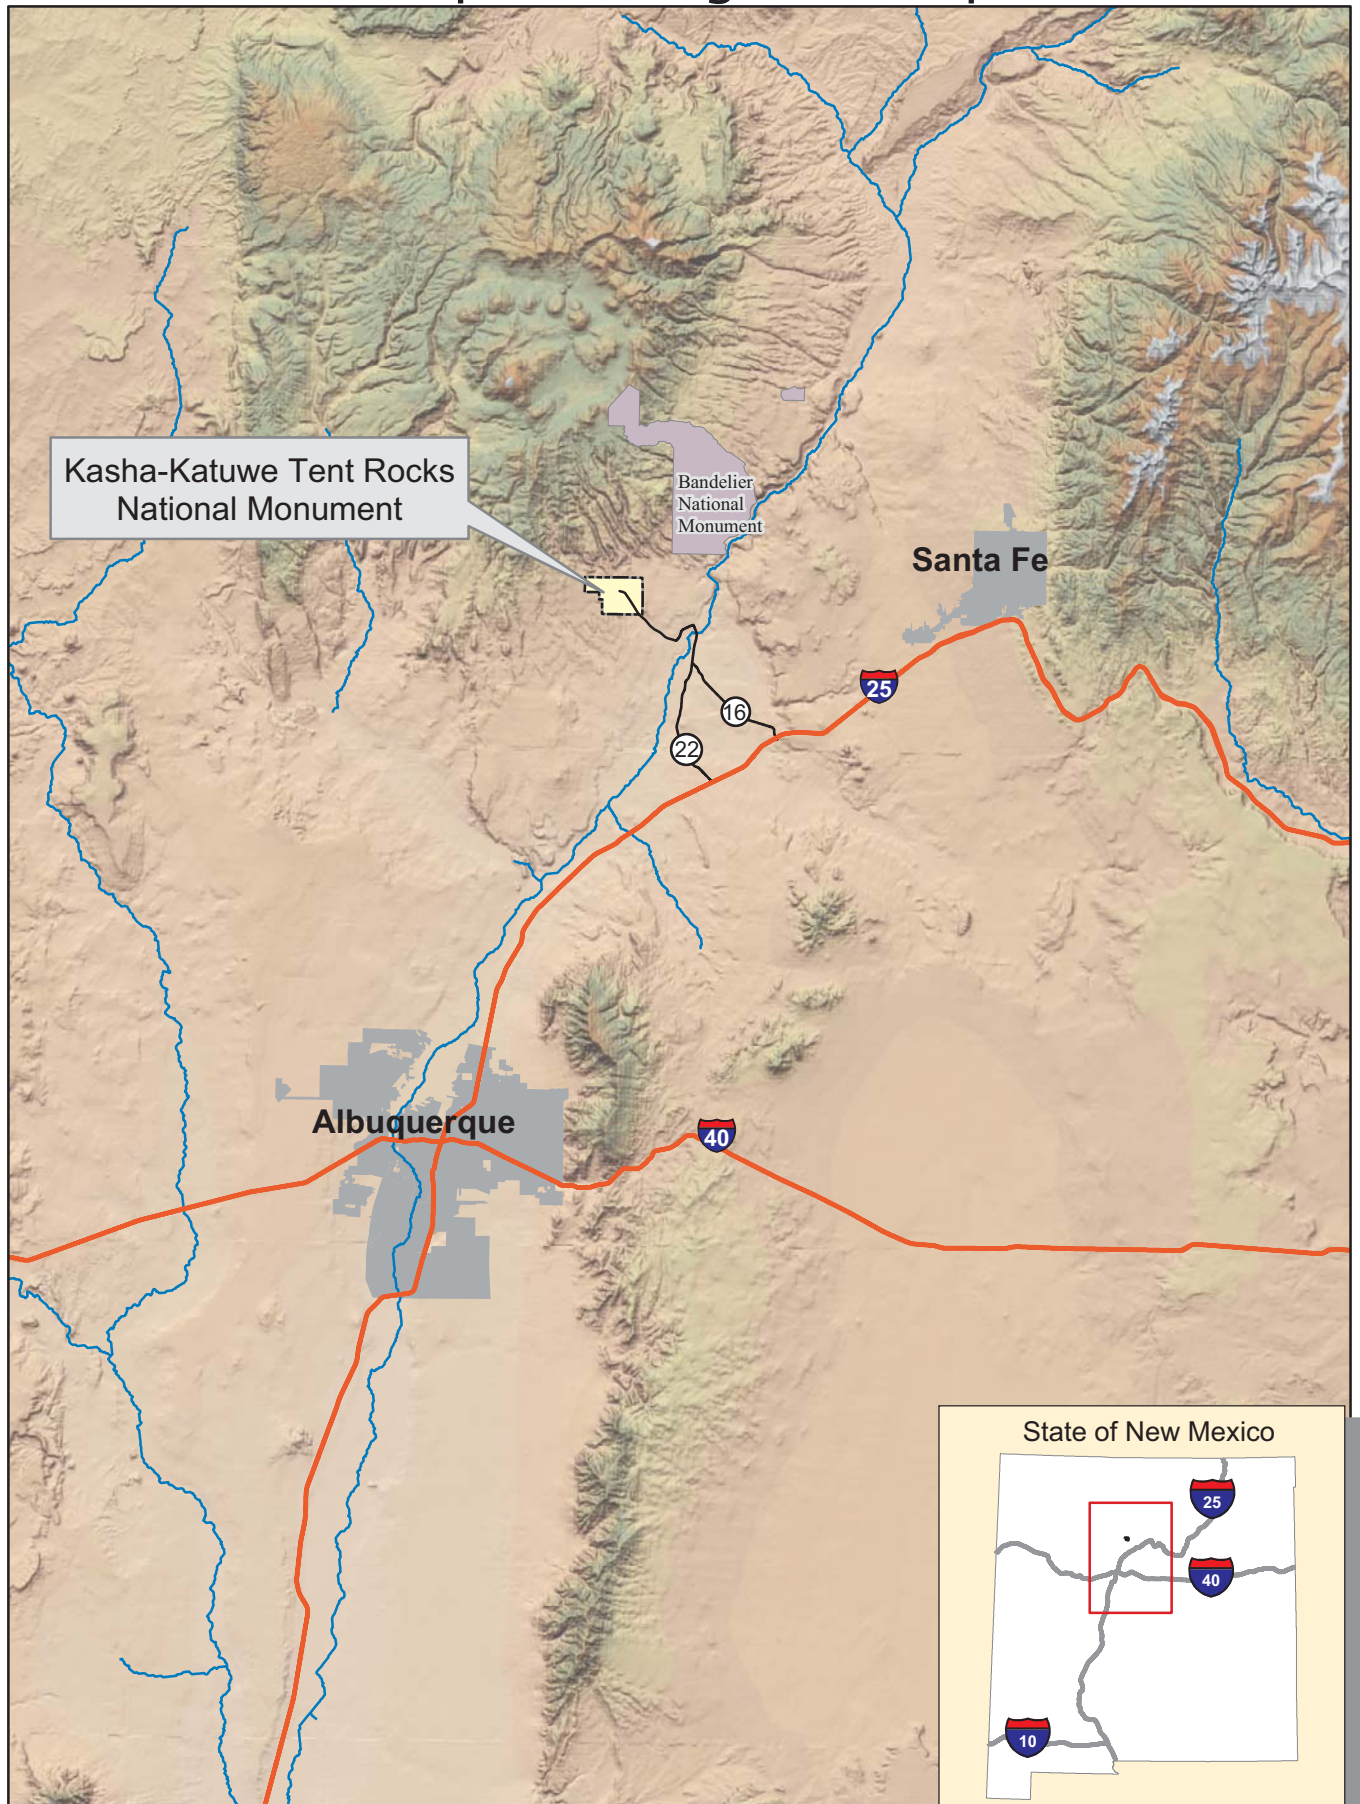 Kasha-Katuwe Tent Rocks
National Monument
Bandelier
National
Monument
Santa Fe
25
16
22
Albuquerque
40
State of New Mexico
25
40
10